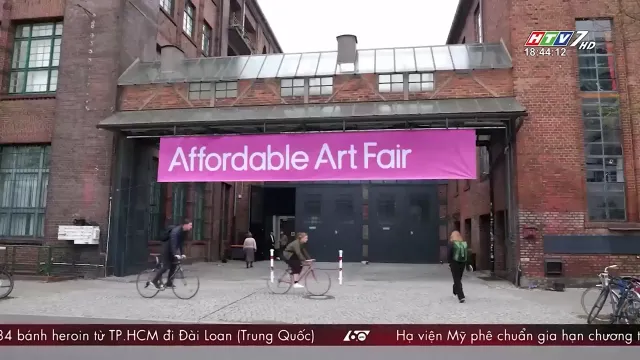 HTV7 HD
18:44:12
Affordable Art Fair
34 bánh heroin từ TP.HCM đi Đài Loan (Trung Quốc) 60 Hạ viện Mỹ phê chuẩn gia hạn chương